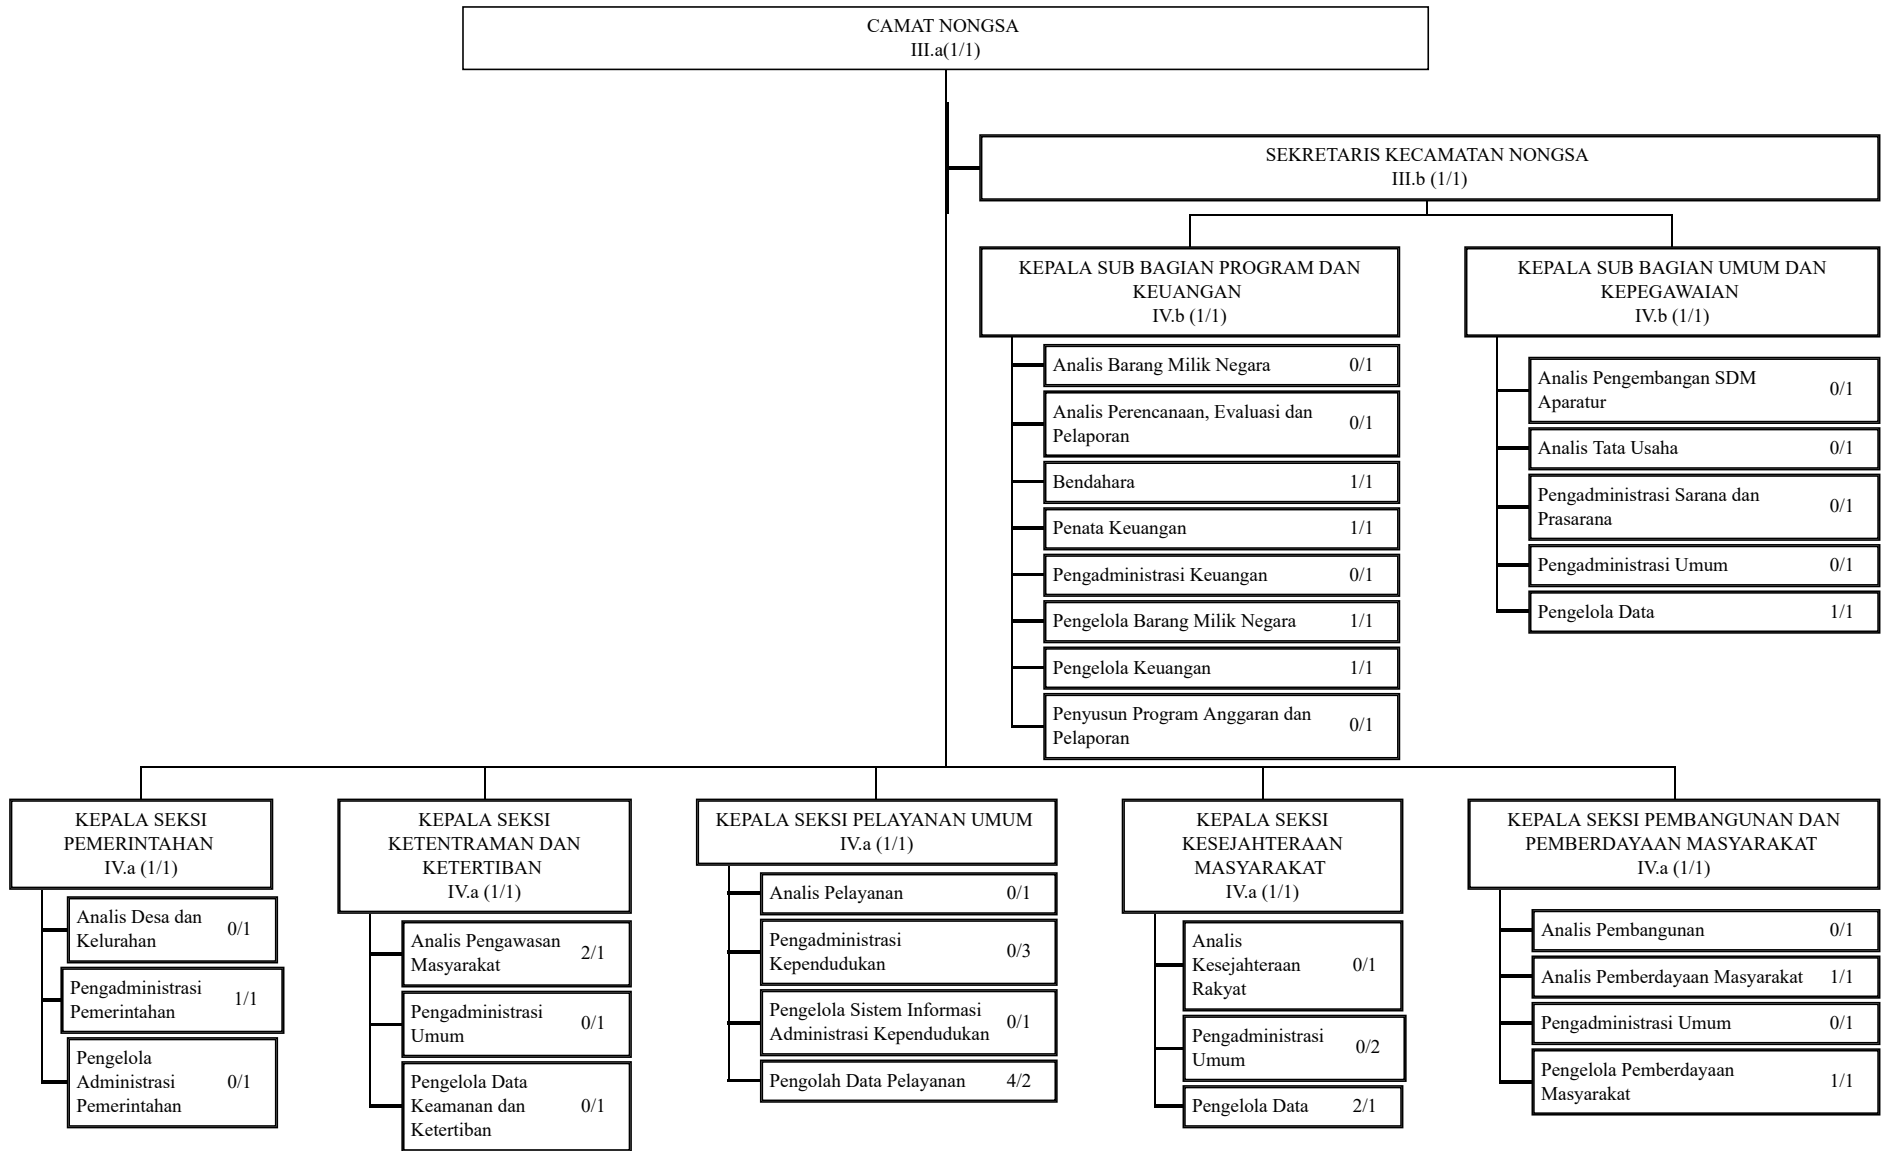 CAMAT NONGSA
III.a(1/1)
SEKRETARIS KECAMATAN NONGSA
III.b (1/1)
KEPALA SUB BAGIAN PROGRAM DAN
KEUANGAN
IV.b (1/1)
Analis Barang Milik Negara 0/1
Analis Perencanaan, Evaluasi dan
Pelaporan 0/1
Bendahara 1/1
Penata Keuangan 1/1
Pengadministrasi Keuangan 0/1
Pengelola Barang Milik Negara 1/1
Pengelola Keuangan 1/1
Penyusun Program Anggaran dan
Pelaporan 0/1
KEPALA SUB BAGIAN UMUM DAN
KEPEGAWAIAN
IV.b (1/1)
Analis Pengembangan SDM
Aparatur 0/1
Analis Tata Usaha 0/1
Pengadministrasi Sarana dan
Prasarana 0/1
Pengadministrasi Umum 0/1
Pengelola Data 1/1
KEPALA SEKSI
PEMERINTAHAN
IV.a (1/1)
Analis Desa dan
Kelurahan 0/1
Pengadministrasi
Pemerintahan 1/1
Pengelola
Administrasi 0/1
Pemerintahan
KEPALA SEKSI
KETENTRAMAN DAN
KETERTIBAN
IV.a (1/1)
Analis Pengawasan
Masyarakat 2/1
Pengadministrasi
Umum 0/1
Pengelola Data
Keamanan dan 0/1
Ketertiban
KEPALA SEKSI PELAYANAN UMUM
IV.a (1/1)
Analis Pelayanan 0/1
Pengadministrasi
Kependudukan 0/3
Pengelola Sistem Informasi
Administrasi Kependudukan 0/1
Pengolah Data Pelayanan 4/2
KEPALA SEKSI
KESEJAHTERAAN
MASYARAKAT
IV.a (1/1)
Analis
Kesejahteraan 0/1
Rakyat
Pengadministrasi
Umum 0/2
Pengelola Data 2/1
KEPALA SEKSI PEMBANGUNAN DAN
PEMBERDAYAAN MASYARAKAT
IV.a (1/1)
Analis Pembangunan 0/1
Analis Pemberdayaan Masyarakat 1/1
Pengadministrasi Umum 0/1
Pengelola Pemberdayaan
Masyarakat 1/1